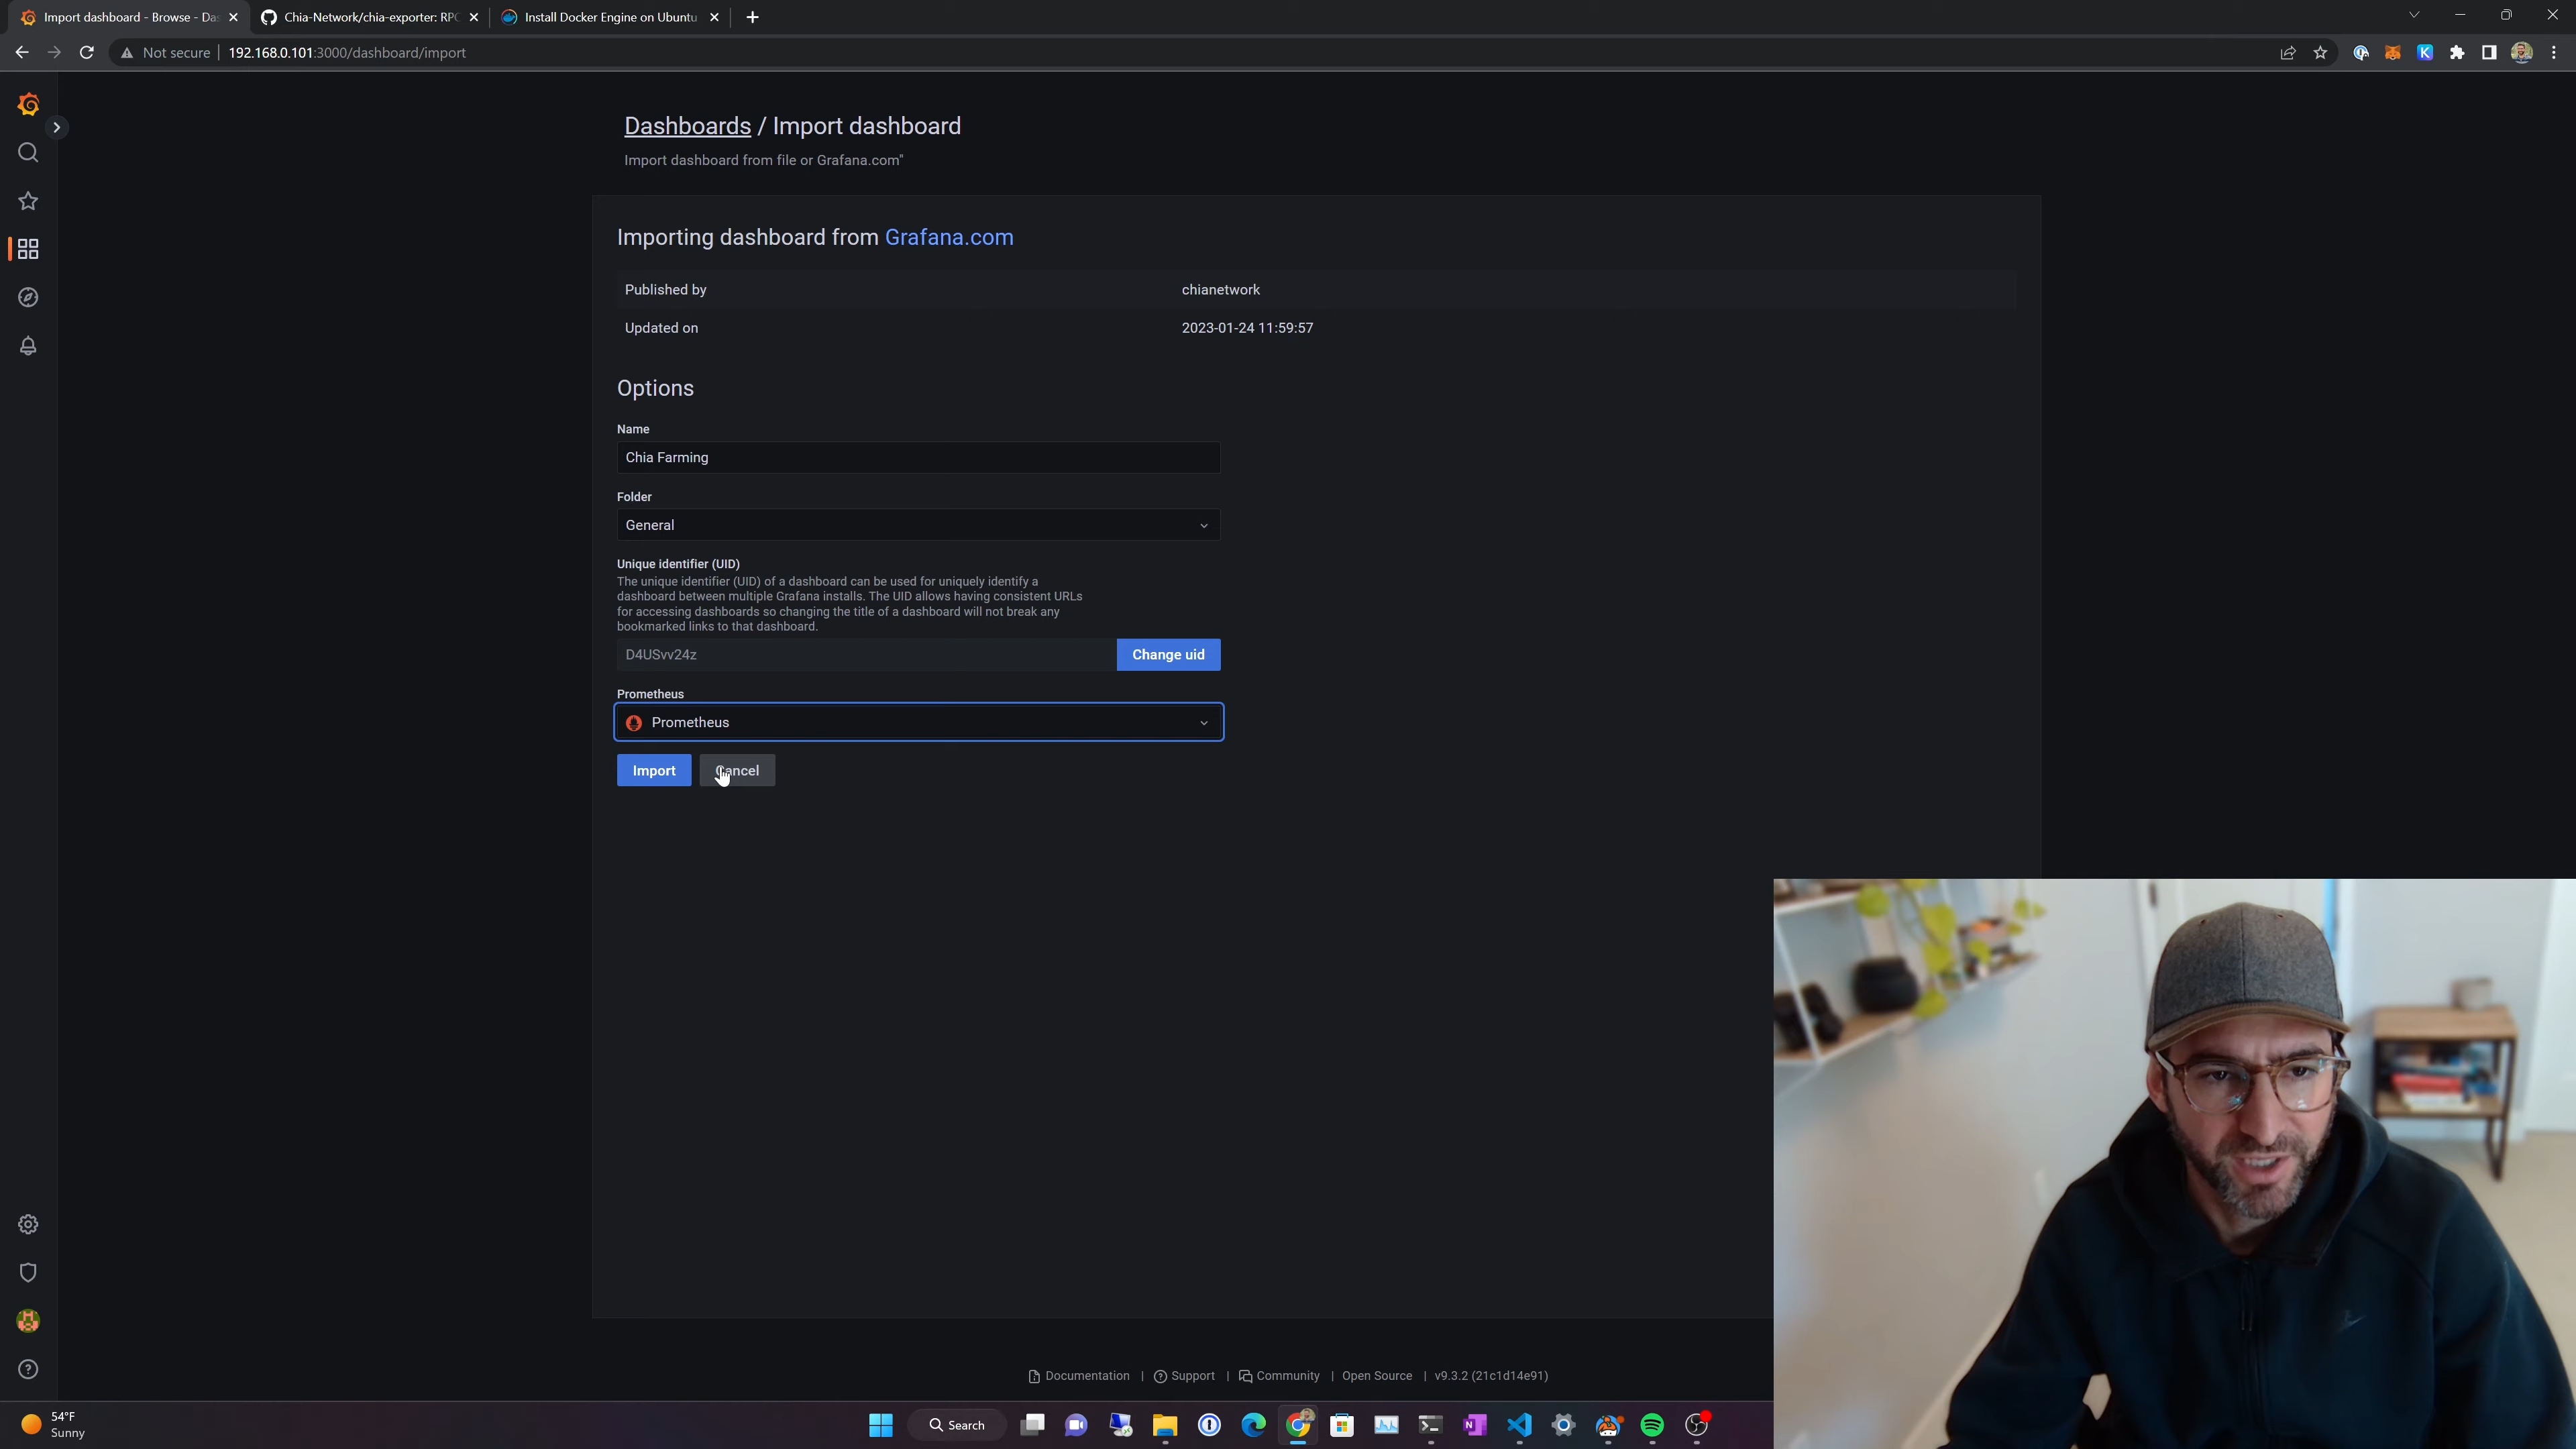 Import dashboard - Browse - Das
Chia-Network/chia-exporter: RPC
Install Docker Engine on Ubuntu
Not secure
192.168.0.101:3000/dashboard/import
Dashboards / Import dashboard
Import dashboard from file or Grafana.com"
Importing dashboard from Grafana.com
Published by
chianetwork
Updated on
2023-01-24 11:59:57
Options
Name
Chia Farming
Folder
General
Unique identifier (UID)
The unique identifier (UID) of a dashboard can be used for uniquely identify a
dashboard between multiple Grafana installs. The UID allows having consistent URLs
for accessing dashboards so changing the title of a dashboard will not break any
bookmarked links to that dashboard.
D4USvv24z
Change uid
Prometheus
Prometheus
Import
Cancel
Documentation | Support | Community | Open Source | v9.3.2 (21c1d14e91)
54°F
Sunny
Search